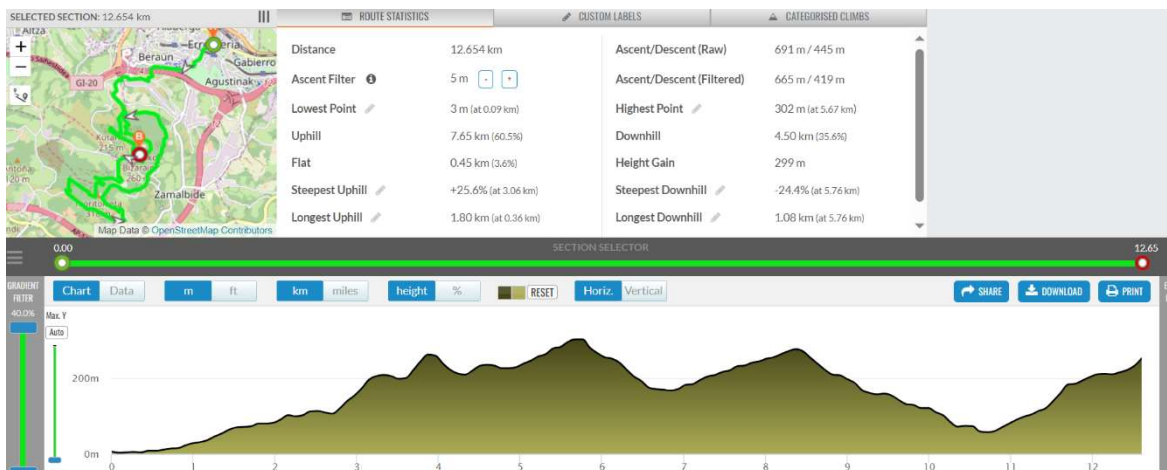 SELECTED SECTION: 12.654 km
ROUTE STATISTICS
CUSTOM LABELS
CATEGORISED CLIMBS
Altza
Beraun
Gabierro
GI-20
Agustinak
215 m
260
Zamalbide
Map Data © OpenStreetMap Contributors
Distance 12.654 km
Ascent/Descent (Raw) 691 m / 445 m
Ascent Filter 5 m - +
Ascent/Descent (Filtered) 665 m / 419 m
Lowest Point 3 m (at 0.09 km)
Highest Point 302 m (at 5.67 km)
Uphill 7.65 km (60.5%)
Downhill 4.50 km (35.6%)
Flat 0.45 km (3.6%)
Height Gain 299 m
Steepest Uphill +25.6% (at 3.06 km)
Steepest Downhill -24.4% (at 5.76 km)
Longest Uphill 1.80 km (at 0.36 km)
Longest Downhill 1.08 km (at 5.76 km)
0.00 SECTION SELECTOR 12.65
GRADIENT FILTER
40.0%
Chart Data m ft km miles height % RESET Horiz. Vertical SHARE DOWNLOAD PRINT
Max. Y
Auto
200m
0m
0 1 2 3 4 5 6 7 8 9 10 11 12